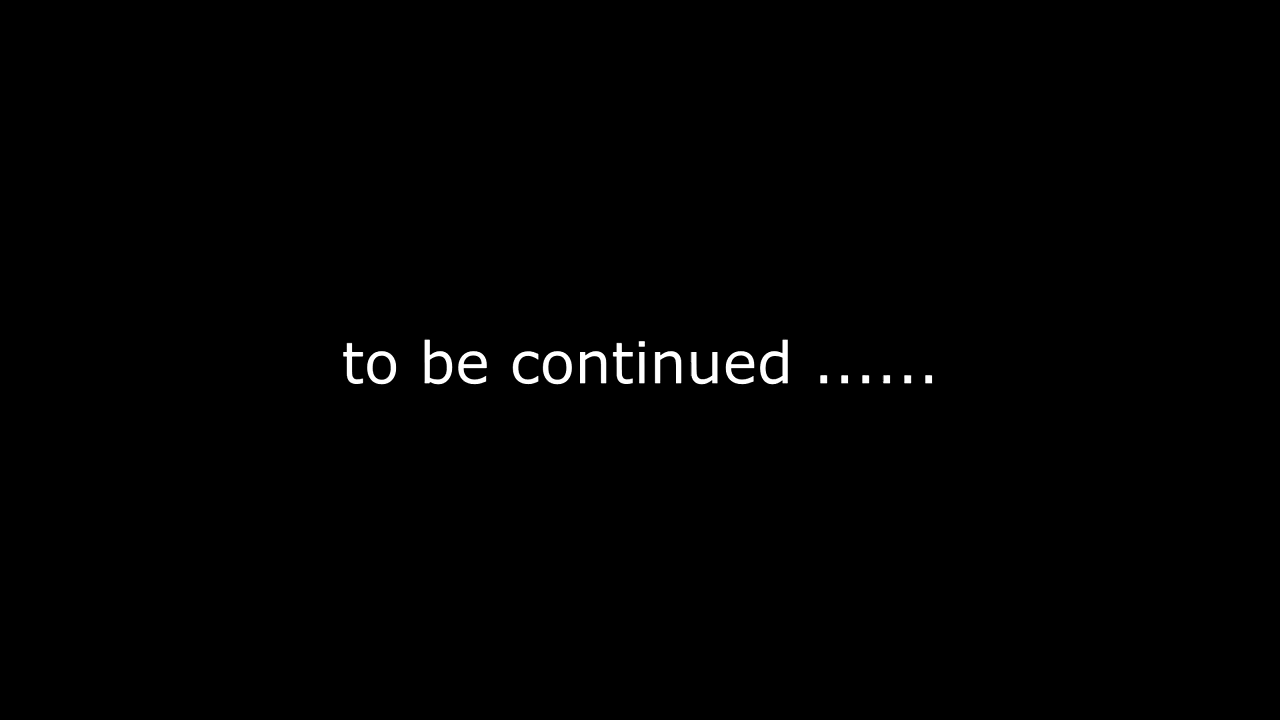 to be continued ......